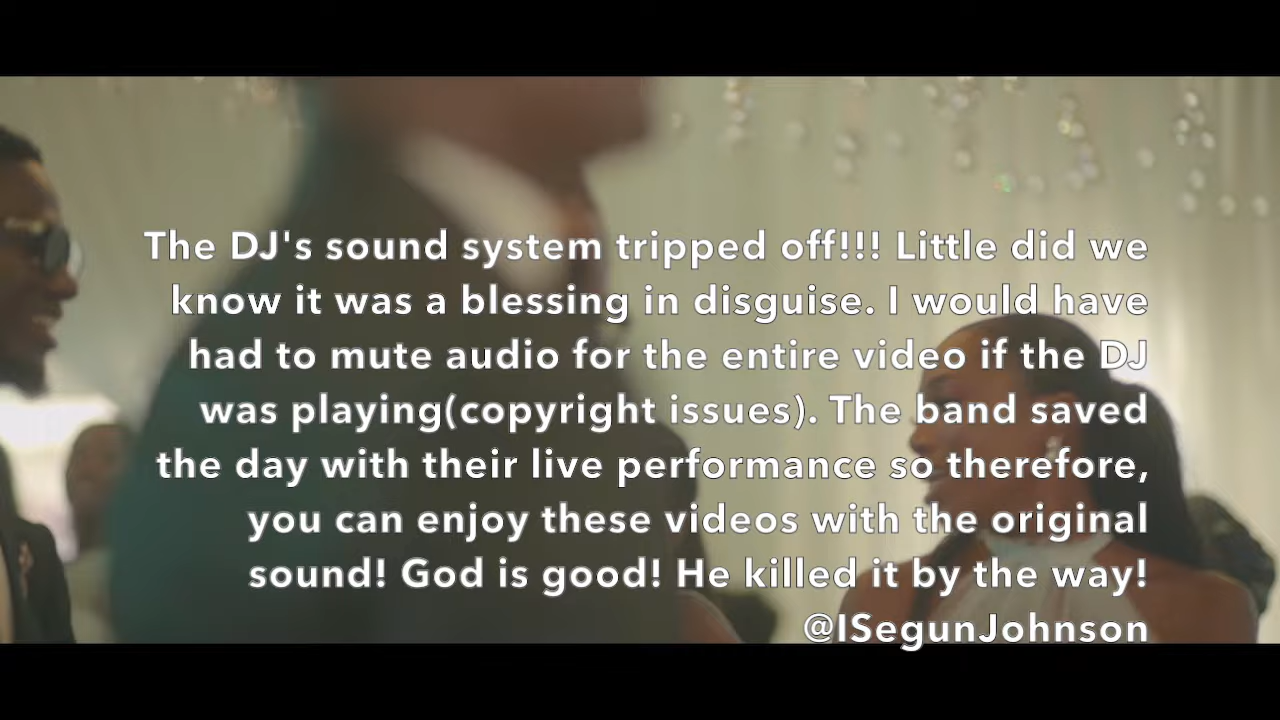 The DJ's sound system tripped off!!! Little did we
know it was a blessing in disguise. I would have
had to mute audio for the entire video if the DJ
was playing(copyright issues). The band saved
the day with their live performance so therefore,
you can enjoy these videos with the original
sound! God is good! He killed it by the way!
@ISegunJohnson